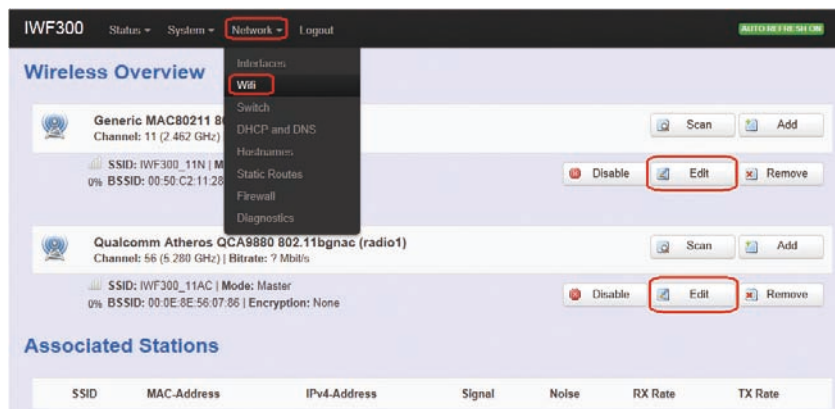 IWF300 Status System Network Logout AUTO REFRESH ON
Interfaces
Wifi
Switch
DHCP and DNS
Hostnames
Static Routes
Firewall
Diagnostics
Wireless Overview
Generic MAC80211 8
Channel: 11 (2.462 GHz)
Scan Add
SSID: IWF300_11N | M
0% BSSID: 00:50:C2:11:28
Disable Edit Remove
Qualcomm Atheros QCA9880 802.11bgnac (radio1)
Channel: 56 (5.280 GHz) | Bitrate: ? Mbit/s
Scan Add
SSID: IWF300_11AC | Mode: Master
0% BSSID: 00:0E:8E:56:07:86 | Encryption: None
Disable Edit Remove
Associated Stations
SSID MAC-Address IPv4-Address Signal Noise RX Rate TX Rate